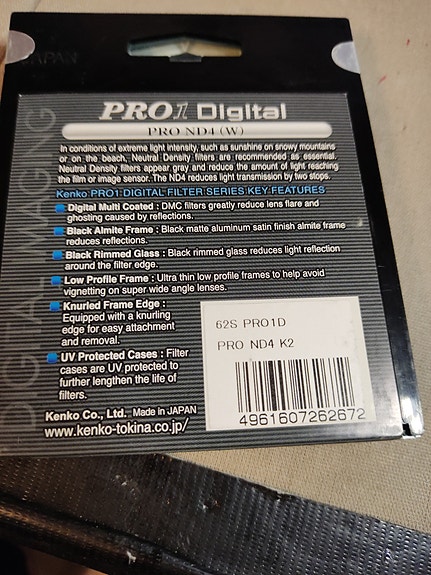 JAPAN
DIGITAL IMAGING
PRO1 Digital
PRO ND4 (W)
In conditions of extreme light intensity, such as sunshine on snowy mountains
or on the beach, Neutral Density filters are recommended as essential.
Neutral Density filters appear grey and reduce the amount of light reaching
the film or image sensor. The ND4 reduces light transmission by two stops.
Kenko PRO1 DIGITAL FILTER SERIES KEY FEATURES
Digital Multi Coated : DMC filters greatly reduce lens flare and
ghosting caused by reflections.
Black Almite Frame : Black matte aluminum satin finish almite frame
reduces reflections.
Black Rimmed Glass : Black rimmed glass reduces light reflection
around the filter edge.
Low Profile Frame : Ultra thin low profile frames to help avoid
vignetting on super wide angle lenses.
Knurled Frame Edge :
Equipped with a knurling
edge for easy attachment
and removal.
UV Protected Cases : Filter
cases are UV protected to
further lengthen the life of
filters.
Kenko Co., Ltd. Made in JAPAN
www.kenko-tokina.co.jp/
62S PRO1D
PRO ND4 K2
4961607262672